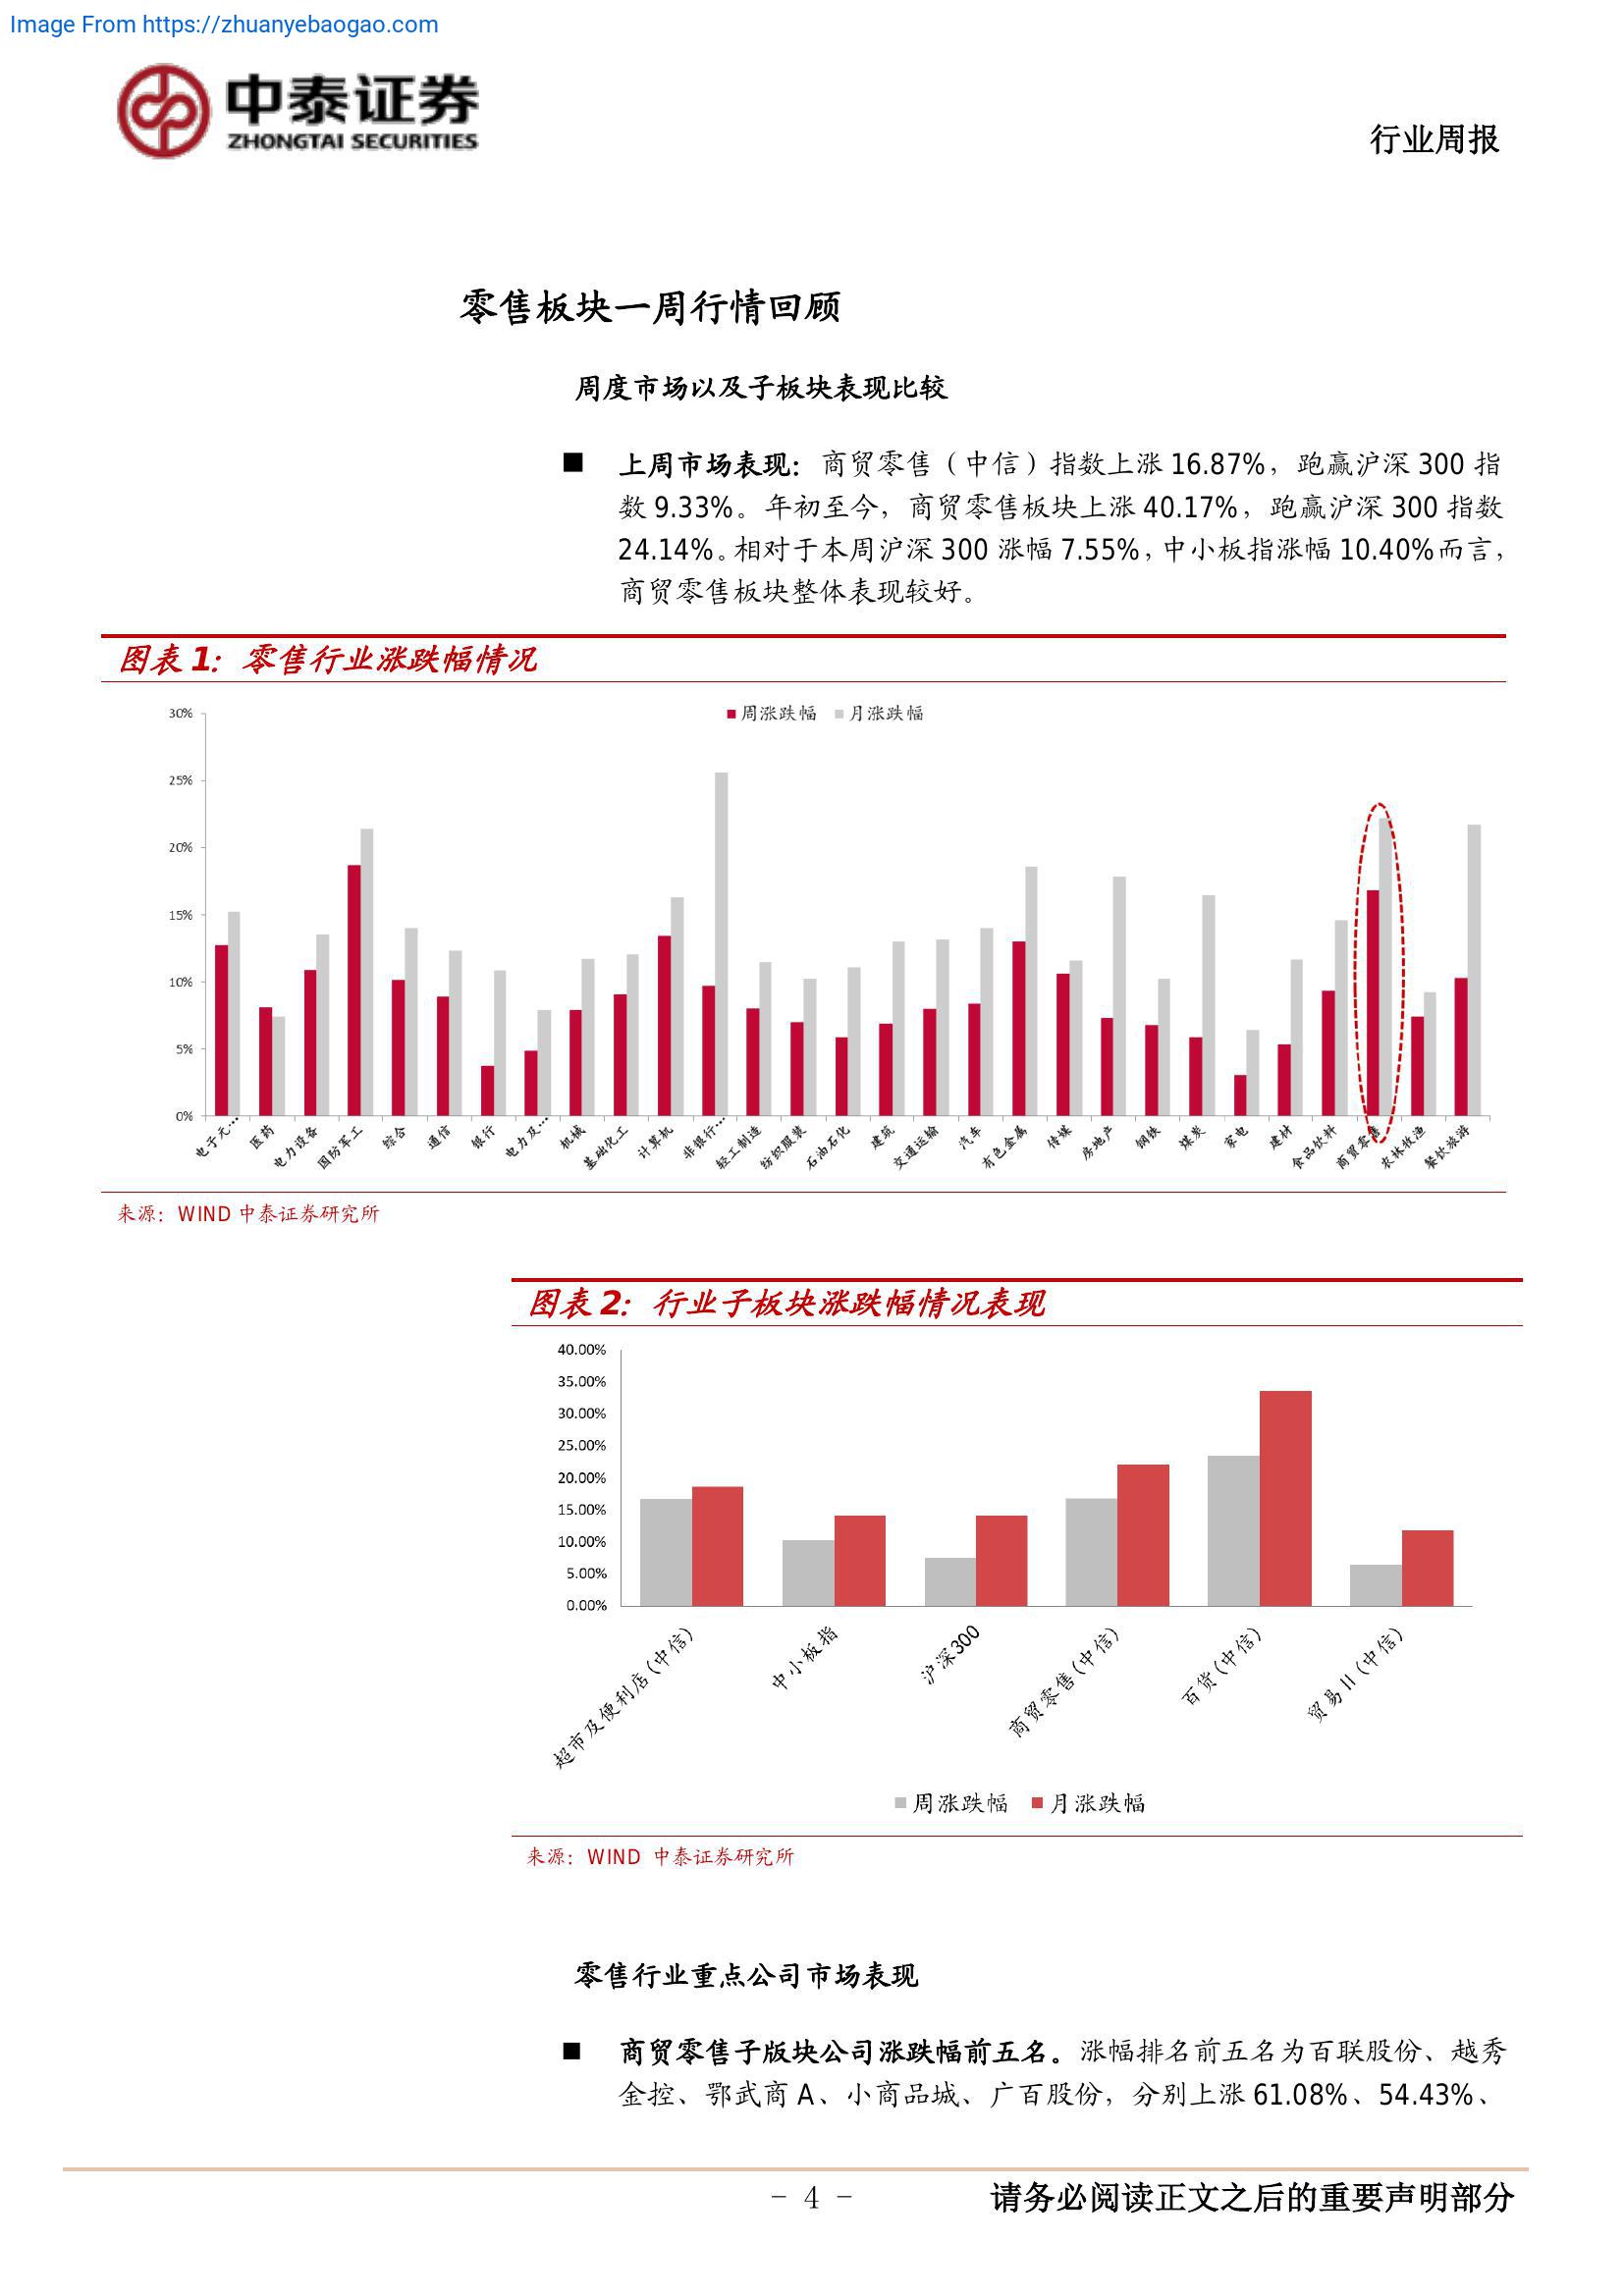 Image From https://zhuanyebaogao.com
中泰证券
ZHONGTAI SECURITIES
行业周报
零售板块一周行情回顾
周度市场以及子板块表现比较
■ 上周市场表现：商贸零售（中信）指数上涨 16.87%，跑赢沪深 300 指
数 9.33%。年初至今，商贸零售板块上涨 40.17%，跑赢沪深 300 指数
24.14%。相对于本周沪深 300 涨幅 7.55%，中小板指涨幅 10.40%而言，
商贸零售板块整体表现较好。
图表 1：零售行业涨跌幅情况
周涨跌幅 月涨跌幅
30%
25%
20%
15%
10%
5%
0%
电子元… 医药 电力设备 国防军工 综合 通信 银行 电力及… 机械 基础化工 计算机 非银行… 轻工制造 纺织服装 石油石化 建筑 交通运输 汽车 有色金属 传媒 房地产 钢铁 煤炭 家电 建材 食品饮料 商贸零售 农林牧渔 餐饮旅游
来源：WIND 中泰证券研究所
图表 2：行业子板块涨跌幅情况表现
40.00%
35.00%
30.00%
25.00%
20.00%
15.00%
10.00%
5.00%
0.00%
超市及便利店(中信) 中小板指 沪深300 商贸零售(中信) 百货(中信) 贸易II(中信)
周涨跌幅 月涨跌幅
来源：WIND 中泰证券研究所
零售行业重点公司市场表现
■ 商贸零售子版块公司涨跌幅前五名。涨幅排名前五名为百联股份、越秀
金控、鄂武商 A、小商品城、广百股份，分别上涨 61.08%、54.43%、
- 4 -
请务必阅读正文之后的重要声明部分